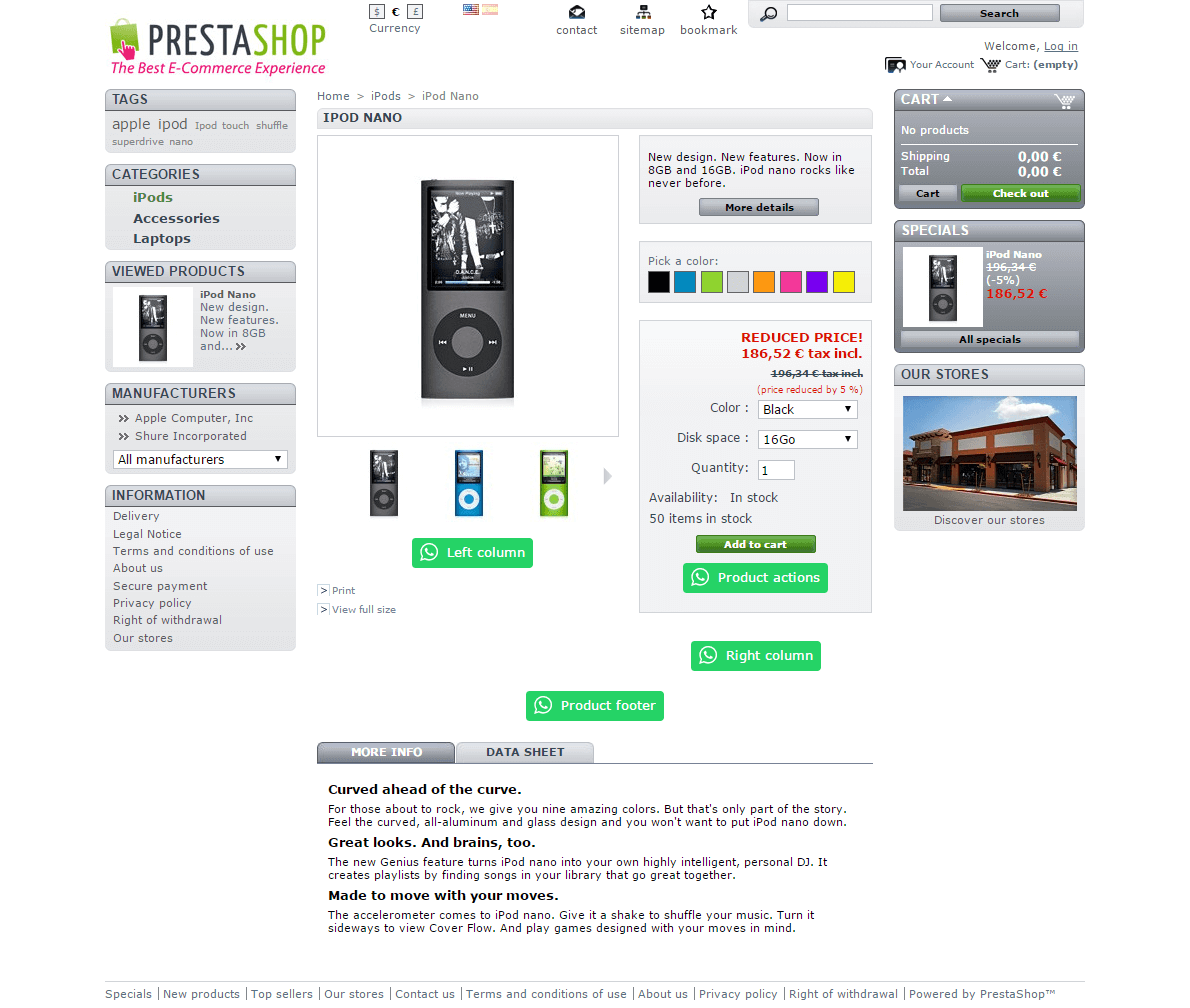 $ € £
Currency
contact
sitemap
bookmark
Search
PRESTASHOP
The Best E-Commerce Experience
Welcome, Log in
Your Account
Cart: (empty)
TAGS
apple ipod Ipod touch shuffle
superdrive nano
CATEGORIES
iPods
Accessories
Laptops
VIEWED PRODUCTS
iPod Nano
New design.
New features.
Now in 8GB
and...
MANUFACTURERS
Apple Computer, Inc
Shure Incorporated
All manufacturers
INFORMATION
Delivery
Legal Notice
Terms and conditions of use
About us
Secure payment
Privacy policy
Right of withdrawal
Our stores
Home > iPods > iPod Nano
IPOD NANO
Now Playing
D.A.N.C.E.
MENU
Left column
> Print
> View full size
New design. New features. Now in
8GB and 16GB. iPod nano rocks like
never before.
More details
Pick a color:
REDUCED PRICE!
186,52 € tax incl.
196,34 € tax incl.
(price reduced by 5 %)
Color : Black
Disk space : 16Go
Quantity: 1
Availability: In stock
50 items in stock
Add to cart
Product actions
Right column
Product footer
MORE INFO
DATA SHEET
Curved ahead of the curve.
For those about to rock, we give you nine amazing colors. But that's only part of the story.
Feel the curved, all-aluminum and glass design and you won't want to put iPod nano down.
Great looks. And brains, too.
The new Genius feature turns iPod nano into your own highly intelligent, personal DJ. It
creates playlists by finding songs in your library that go great together.
Made to move with your moves.
The accelerometer comes to iPod nano. Give it a shake to shuffle your music. Turn it
sideways to view Cover Flow. And play games designed with your moves in mind.
CART
No products
Shipping 0,00 €
Total 0,00 €
Cart
Check out
SPECIALS
iPod Nano
196,34 €
(-5%)
186,52 €
All specials
OUR STORES
Discover our stores
Specials | New products | Top sellers | Our stores | Contact us | Terms and conditions of use | About us | Privacy policy | Right of withdrawal | Powered by PrestaShop™